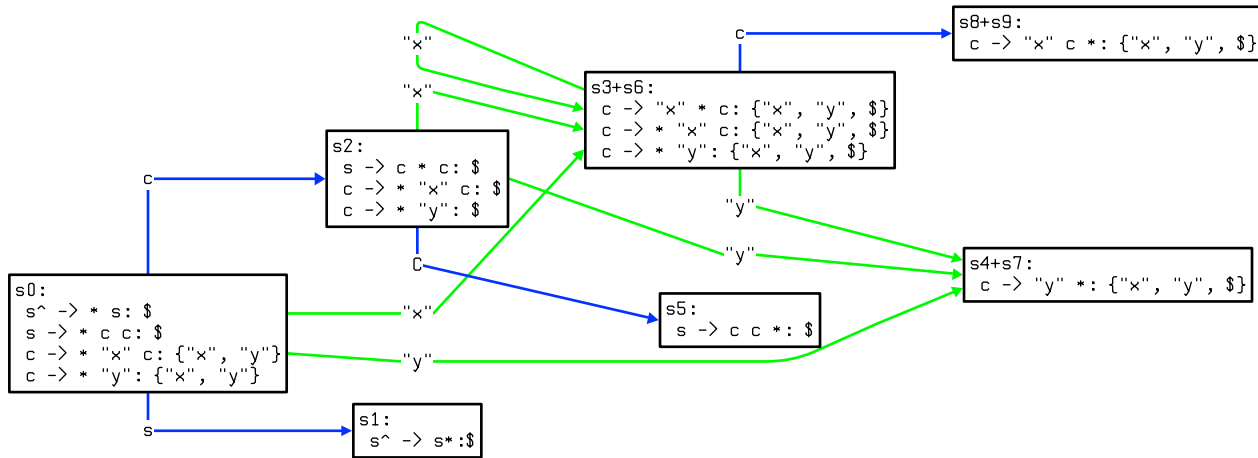 c
s8+s9:
c -> "x" c *: {"x", "y", $}
"x"
"x"
s3+s6:
c -> "x" * c: {"x", "y", $}
c -> * "x" c: {"x", "y", $}
c -> * "y": {"x", "y", $}
s2:
s -> c * c: $
c -> * "x" c: $
c -> * "y": $
c
"y"
"y"
C
s4+s7:
c -> "y" *: {"x", "y", $}
s0:
s^ -> * s: $
s -> * c c: $
c -> * "x" c: {"x", "y"}
c -> * "y": {"x", "y"}
"x"
"y"
s5:
s -> c c *: $
s
s1:
s^ -> s*:$